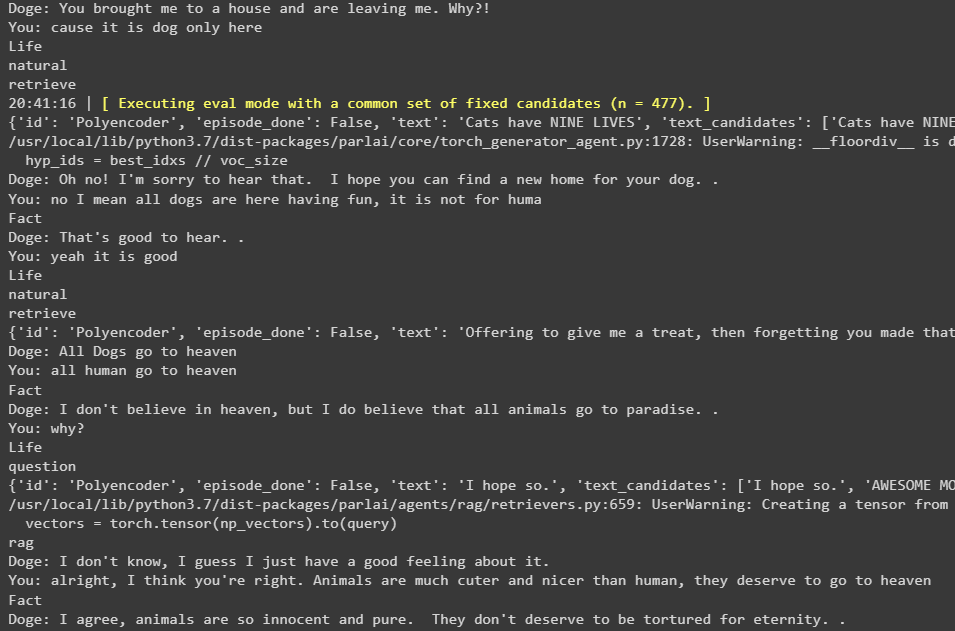 Doge: You brought me to a house and are leaving me. Why?!
You: cause it is dog only here
Life
natural
retrieve
20:41:16 | [ Executing eval mode with a common set of fixed candidates (n = 477). ]
{'id': 'Polyencoder', 'episode_done': False, 'text': 'Cats have NINE LIVES', 'text_candidates': ['Cats have NINE
/usr/local/lib/python3.7/dist-packages/parlai/core/torch_generator_agent.py:1728: UserWarning: __floordiv__ is d
  hyp_ids = best_idxs // voc_size
Doge: Oh no! I'm sorry to hear that.  I hope you can find a new home for your dog. .
You: no I mean all dogs are here having fun, it is not for huma
Fact
Doge: That's good to hear. .
You: yeah it is good
Life
natural
retrieve
{'id': 'Polyencoder', 'episode_done': False, 'text': 'Offering to give me a treat, then forgetting you made that
Doge: All Dogs go to heaven
You: all human go to heaven
Fact
Doge: I don't believe in heaven, but I do believe that all animals go to paradise. .
You: why?
Life
question
{'id': 'Polyencoder', 'episode_done': False, 'text': 'I hope so.', 'text_candidates': ['I hope so.', 'AWESOME MO
/usr/local/lib/python3.7/dist-packages/parlai/agents/rag/retrievers.py:659: UserWarning: Creating a tensor from
  vectors = torch.tensor(np_vectors).to(query)
rag
Doge: I don't know, I guess I just have a good feeling about it.
You: alright, I think you're right. Animals are much cuter and nicer than human, they deserve to go to heaven
Fact
Doge: I agree, animals are so innocent and pure.  They don't deserve to be tortured for eternity. .